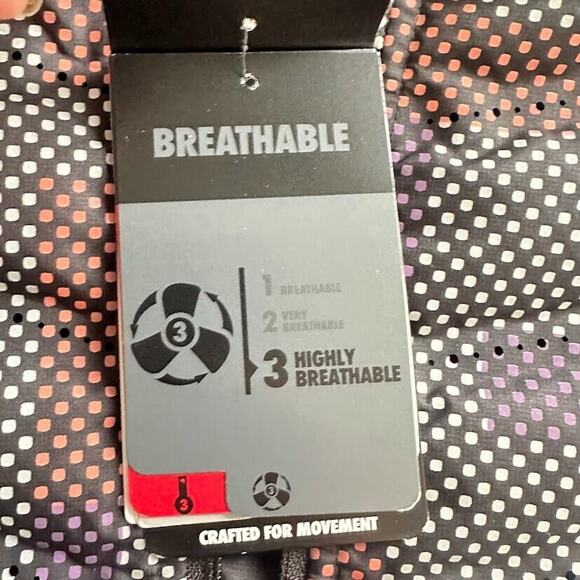 BREATHABLE
1 BREATHABLE
2 VERY
BREATHABLE
3 HIGHLY
BREATHABLE
3
3
3
CRAFTED FOR MOVEMENT